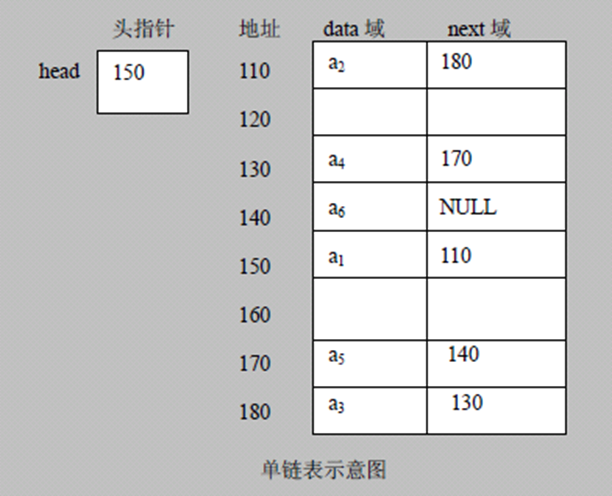 头指针 地址 data 域 next 域
head 150 110 a₂ 180
120
130 a₄ 170
140 a₆ NULL
150 a₁ 110
160
170 a₅ 140
180 a₃ 130
单链表示意图